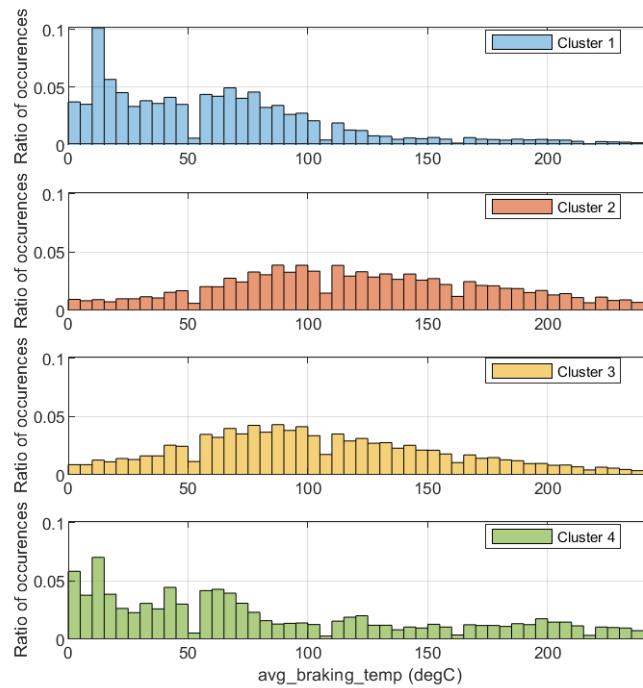 Ratio of occurences
0.1
0.05
0
Cluster 1
0 50 100 150 200
Ratio of occurences
0.1
0.05
0
Cluster 2
0 50 100 150 200
Ratio of occurences
0.1
0.05
0
Cluster 3
0 50 100 150 200
Ratio of occurences
0.1
0.05
0
Cluster 4
0 50 100 150 200
avg_braking_temp (degC)